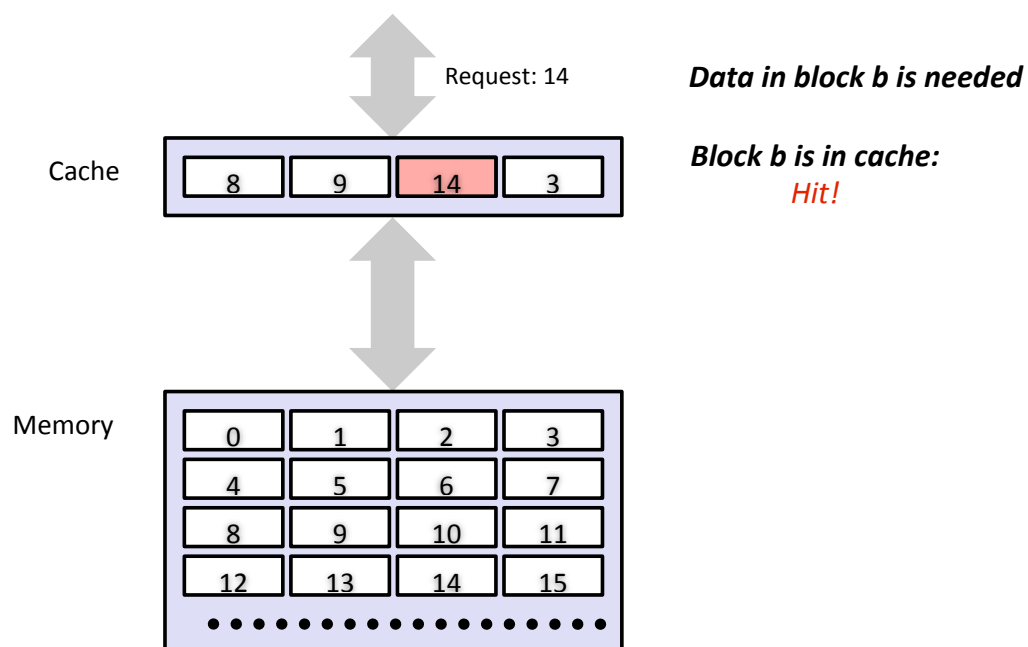 Request: 14
Data in block b is needed
Cache
8 9 14 3
Block b is in cache:
Hit!
Memory
0 1 2 3
4 5 6 7
8 9 10 11
12 13 14 15